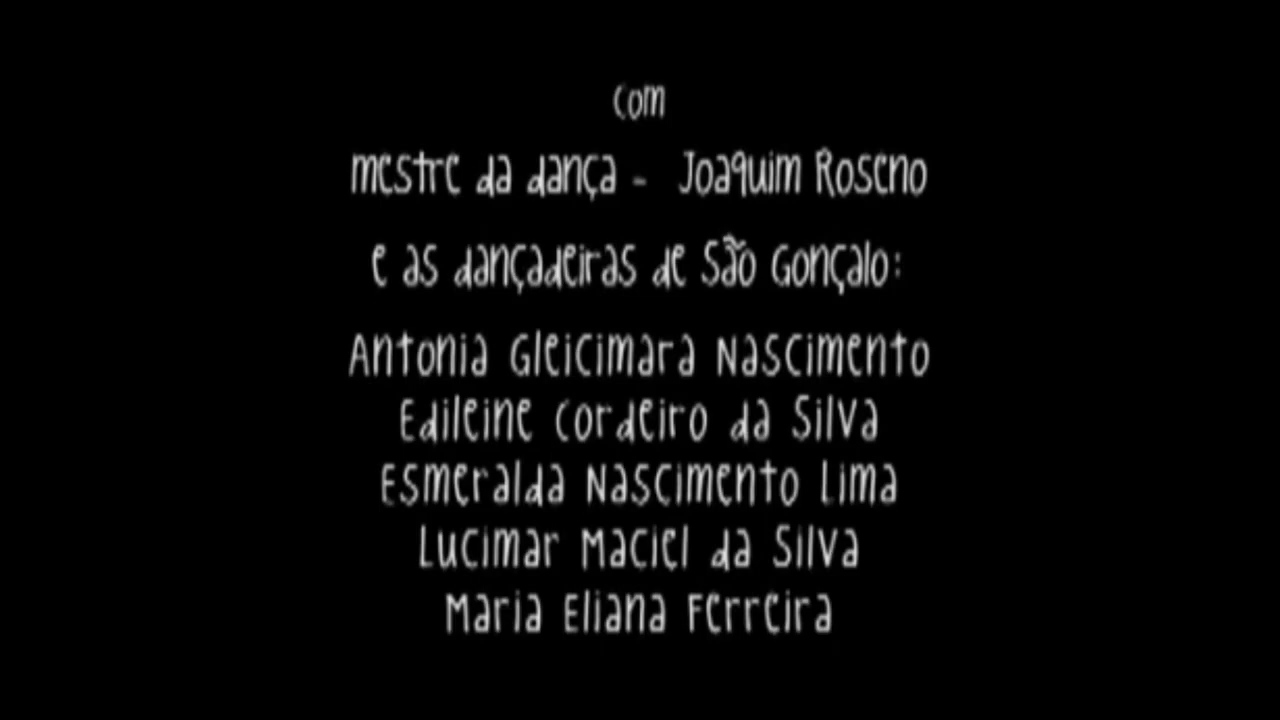 com
mestre da dança - Joaquim Roseno
e as dançadeiras de São Gonçalo:
Antonia Gleicimara Nascimento
Edileine Cordeiro da Silva
Esmeralda Nascimento Lima
Lucimar Maciel da Silva
Maria Eliana Ferreira